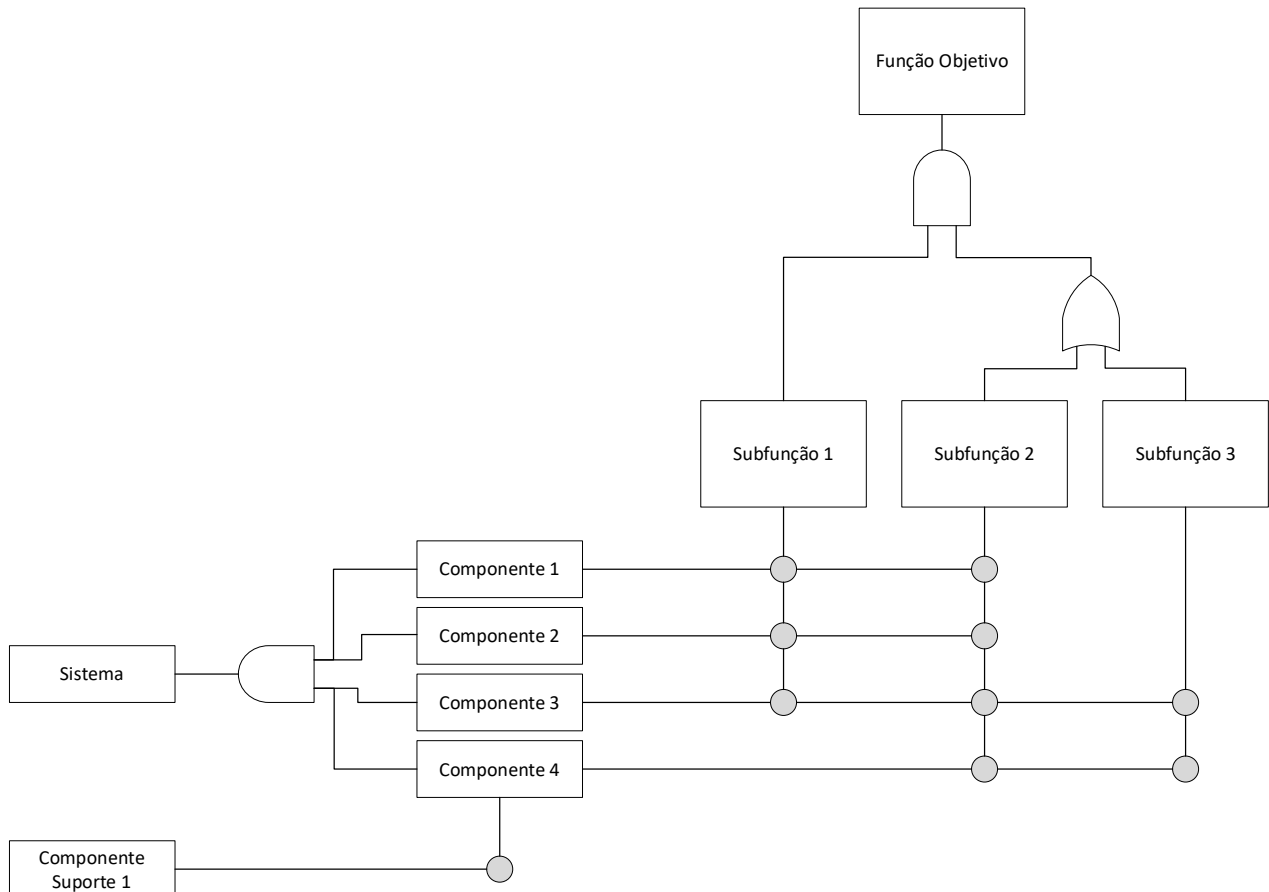 Função Objetivo
Subfunção 1
Subfunção 2
Subfunção 3
Componente 1
Componente 2
Sistema
Componente 3
Componente 4
Componente
Suporte 1